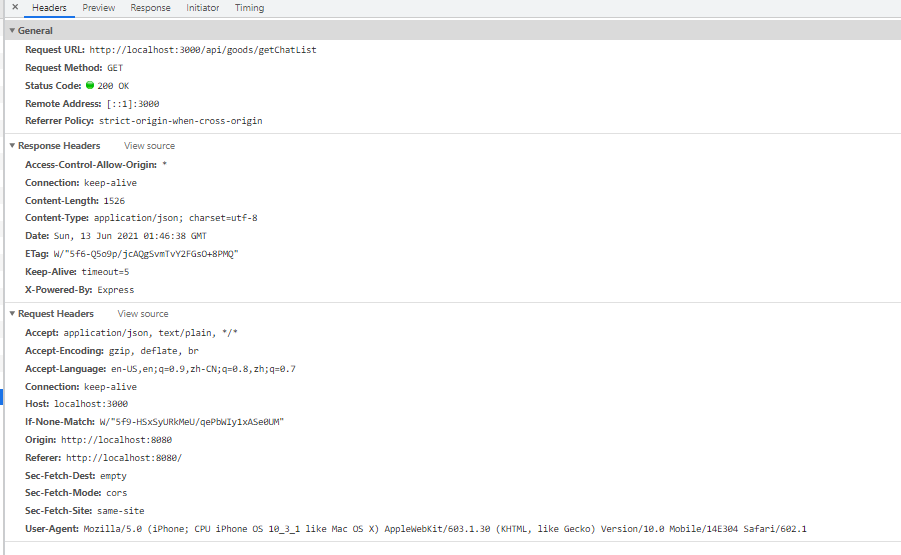 × Headers Preview Response Initiator Timing
▼ General
Request URL: http://localhost:3000/api/goods/getChatList
Request Method: GET
Status Code: 200 OK
Remote Address: [::1]:3000
Referrer Policy: strict-origin-when-cross-origin
▼ Response Headers View source
Access-Control-Allow-Origin: *
Connection: keep-alive
Content-Length: 1526
Content-Type: application/json; charset=utf-8
Date: Sun, 13 Jun 2021 01:46:38 GMT
ETag: W/"5f6-Q5o9p/jcAQgSvmTvY2FGsO+8PMQ"
Keep-Alive: timeout=5
X-Powered-By: Express
▼ Request Headers View source
Accept: application/json, text/plain, */*
Accept-Encoding: gzip, deflate, br
Accept-Language: en-US,en;q=0.9,zh-CN;q=0.8,zh;q=0.7
Connection: keep-alive
Host: localhost:3000
If-None-Match: W/"5f9-HSxSyURkMeU/qePbWIy1xASe0UM"
Origin: http://localhost:8080
Referer: http://localhost:8080/
Sec-Fetch-Dest: empty
Sec-Fetch-Mode: cors
Sec-Fetch-Site: same-site
User-Agent: Mozilla/5.0 (iPhone; CPU iPhone OS 10_3_1 like Mac OS X) AppleWebKit/603.1.30 (KHTML, like Gecko) Version/10.0 Mobile/14E304 Safari/602.1